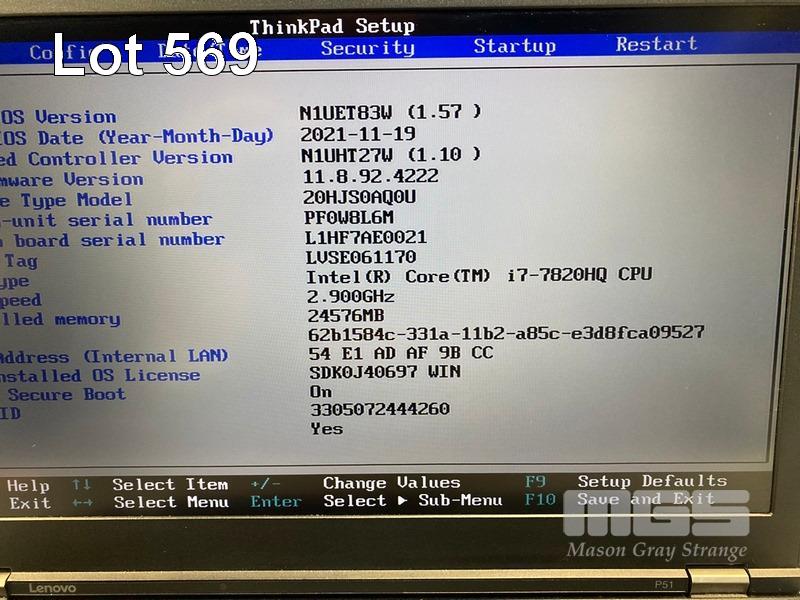 ThinkPad Setup
Lot 569
Security Startup Restart
OS Version N1UET83W (1.57 )
IOS Date (Year-Month-Day) 2021-11-19
ed Controller Version N1UHT27W (1.10 )
mware Version 11.8.92.4222
e Type Model 20HJS0AQ0U
-unit serial number PF0W8L6M
board serial number L1HF7AE0021
Tag LVSE061170
ype Intel(R) Core(TM) i7-7820HQ CPU
peed 2.900GHz
lled memory 24576MB
62b1584c-331a-11b2-a85c-e3d8fca09527
Address (Internal LAN) 54 E1 AD AF 9B CC
nstalled OS License SDK0J40697 WIN
Secure Boot On
ID 3305072444260
Yes
Help ↑↓ Select Item +/- Change Values F9 Setup Defaults
Exit ←→ Select Menu Enter Select ▶ Sub-Menu F10 Save and Exit
MGS
Mason Gray Strange
Lenovo P51